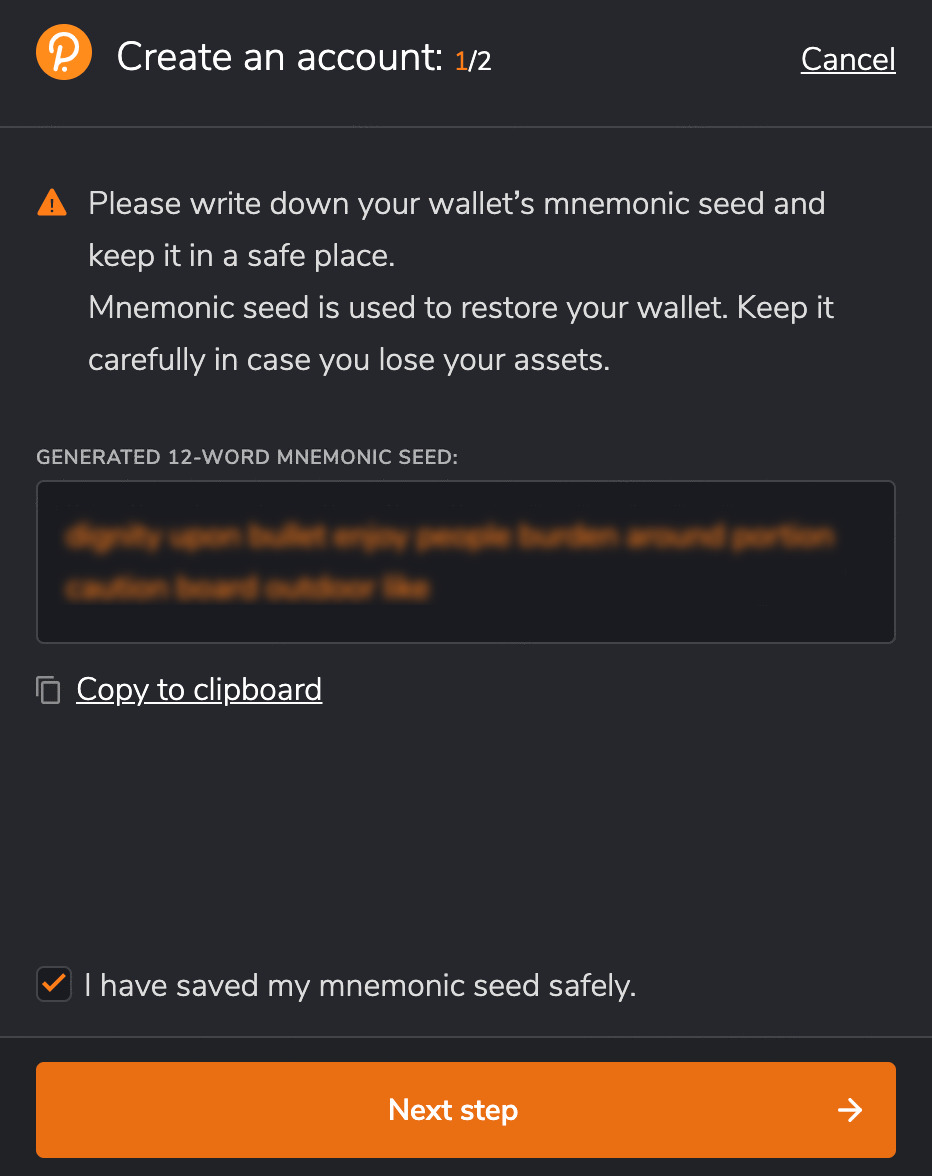 Create an account: 1/2
Cancel
Please write down your wallet's mnemonic seed and
keep it in a safe place.
Mnemonic seed is used to restore your wallet. Keep it
carefully in case you lose your assets.
GENERATED 12-WORD MNEMONIC SEED:
Copy to clipboard
I have saved my mnemonic seed safely.
Next step